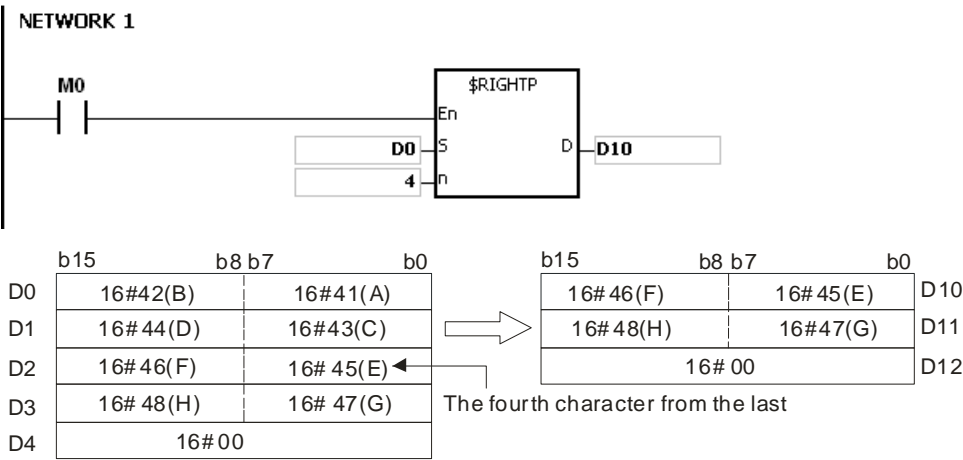 NETWORK 1
M0
$RIGHTP
En
D0 S D D10
4 n
b15 b8 b7 b0 b15 b8 b7 b0
D0 16#42(B) 16#41(A) 16#46(F) 16#45(E) D10
D1 16#44(D) 16#43(C) 16#48(H) 16#47(G) D11
D2 16#46(F) 16#45(E) 16#00 D12
D3 16#48(H) 16#47(G) The fourth character from the last
D4 16#00